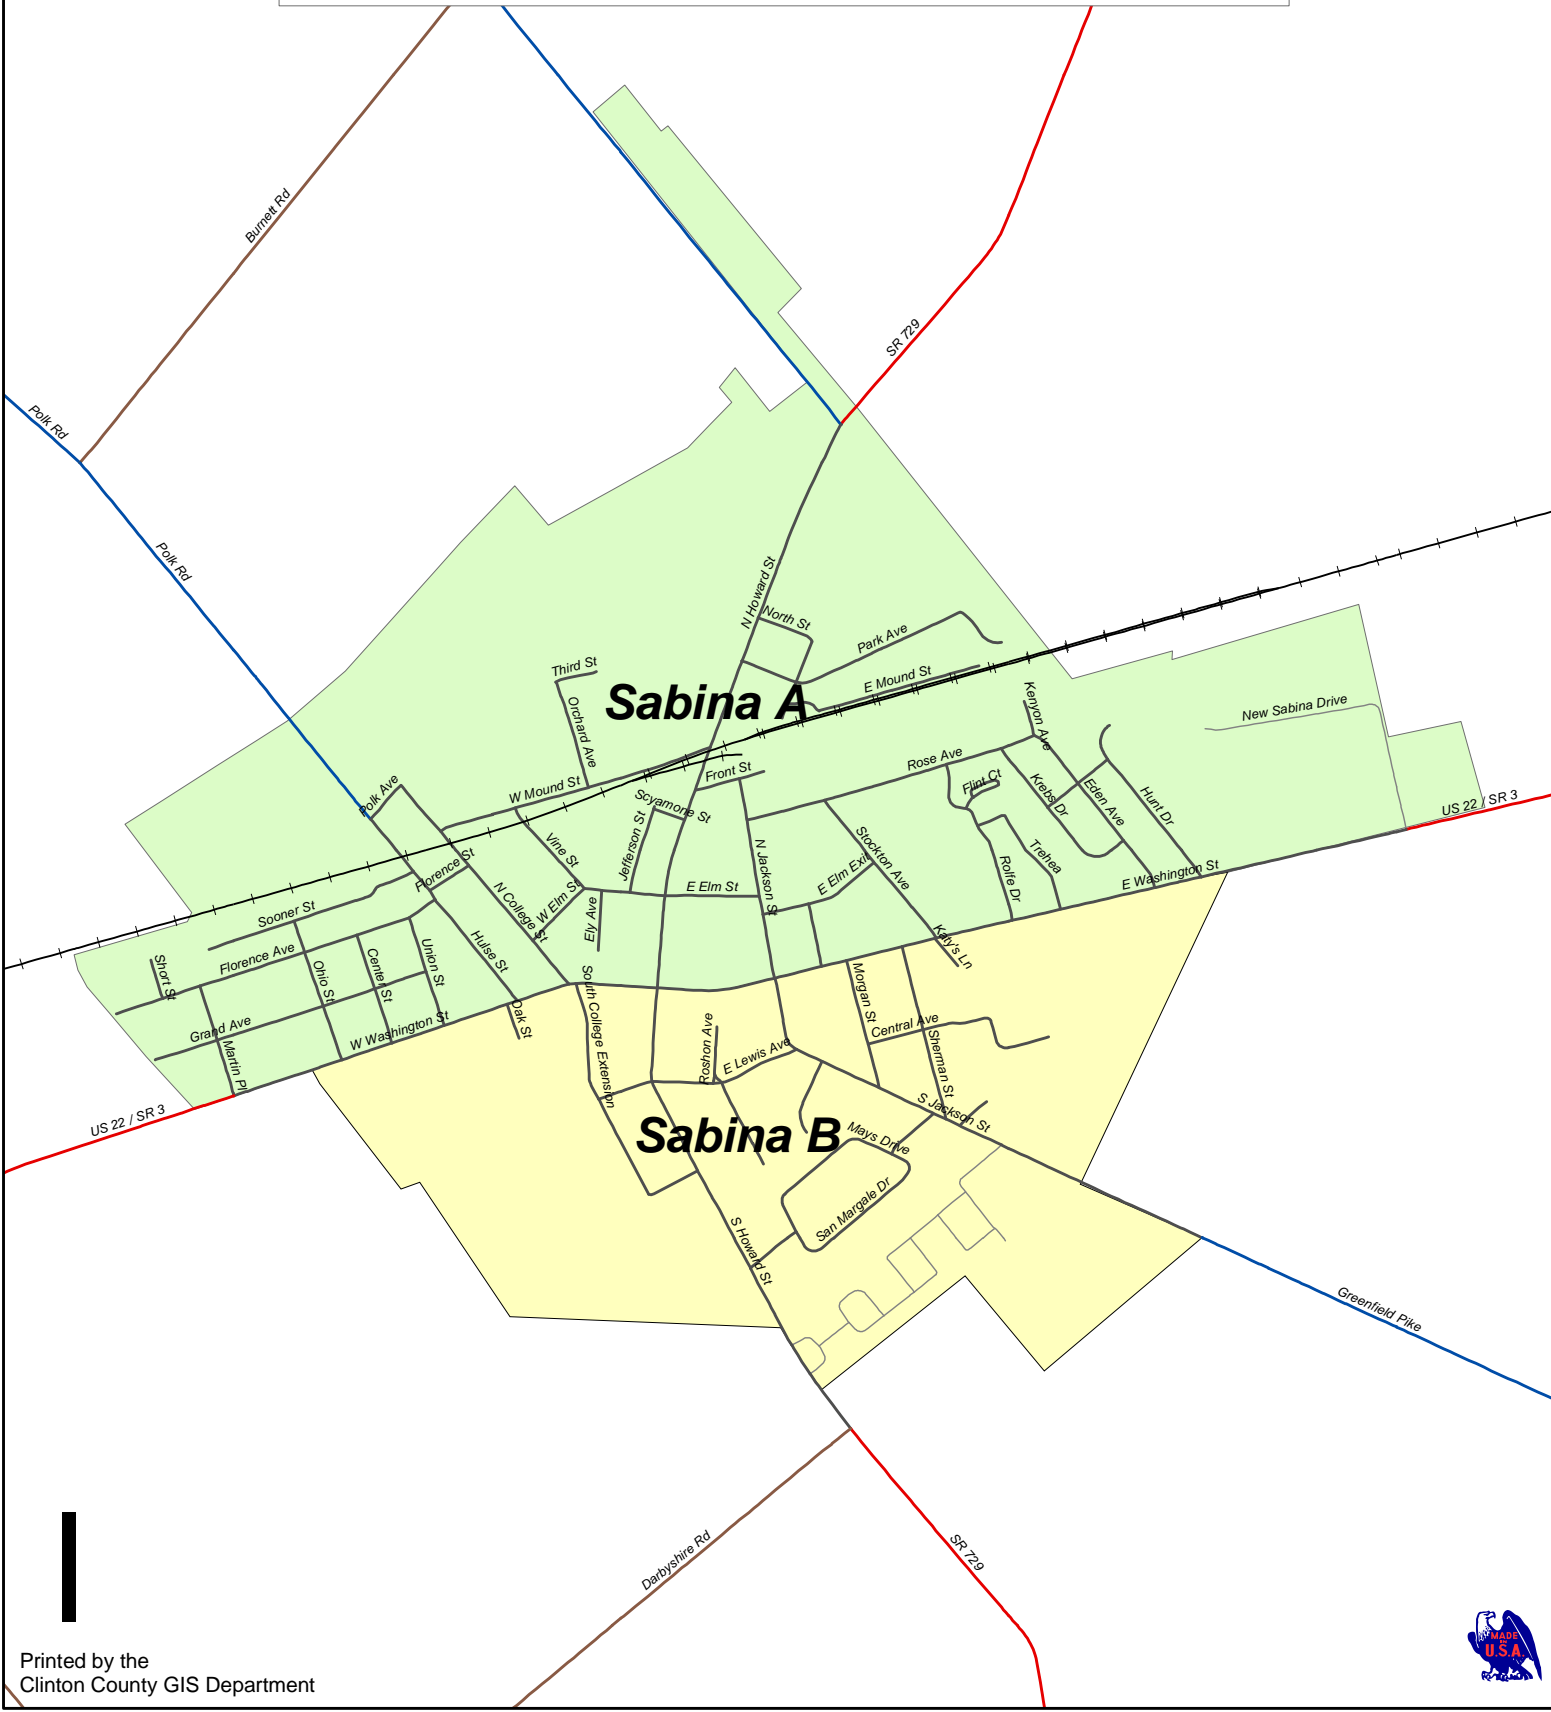 Burnett Rd
SR 729
Polk Rd
Polk Rd
N Howard St
North St
Park Ave
Third St
E Mound St
Orchard Ave
Sabina A
Kenyon Ave
New Sabina Drive
Rose Ave
Front St
Flint Ct
W Mound St
Polk Ave
Scyamone St
Krebs Dr
Eden Ave
Hunt Dr
US 22 / SR 3
Vine St
Jefferson St
Stockton Ave
Trehea
N Jackson St
E Elm Exit
Rolfe Dr
E Washington St
Florence St
E Elm St
N College St
W Elm St
Ely Ave
Sooner St
Katy's Ln
Hulse St
Union St
Florence Ave
Center St
Ohio St
Short St
South College Extension
Morgan St
Oak St
Grand Ave
W Washington St
Martin Pl
Central Ave
Roshon Ave
E Lewis Ave
Sherman St
US 22 / SR 3
S Jackson St
Sabina B
Mays Drive
San Margale Dr
S Howard St
Greenfield Pike
Darbyshire Rd
SR 729
MADE
IN
U.S.A.
Printed by the
Clinton County GIS Department